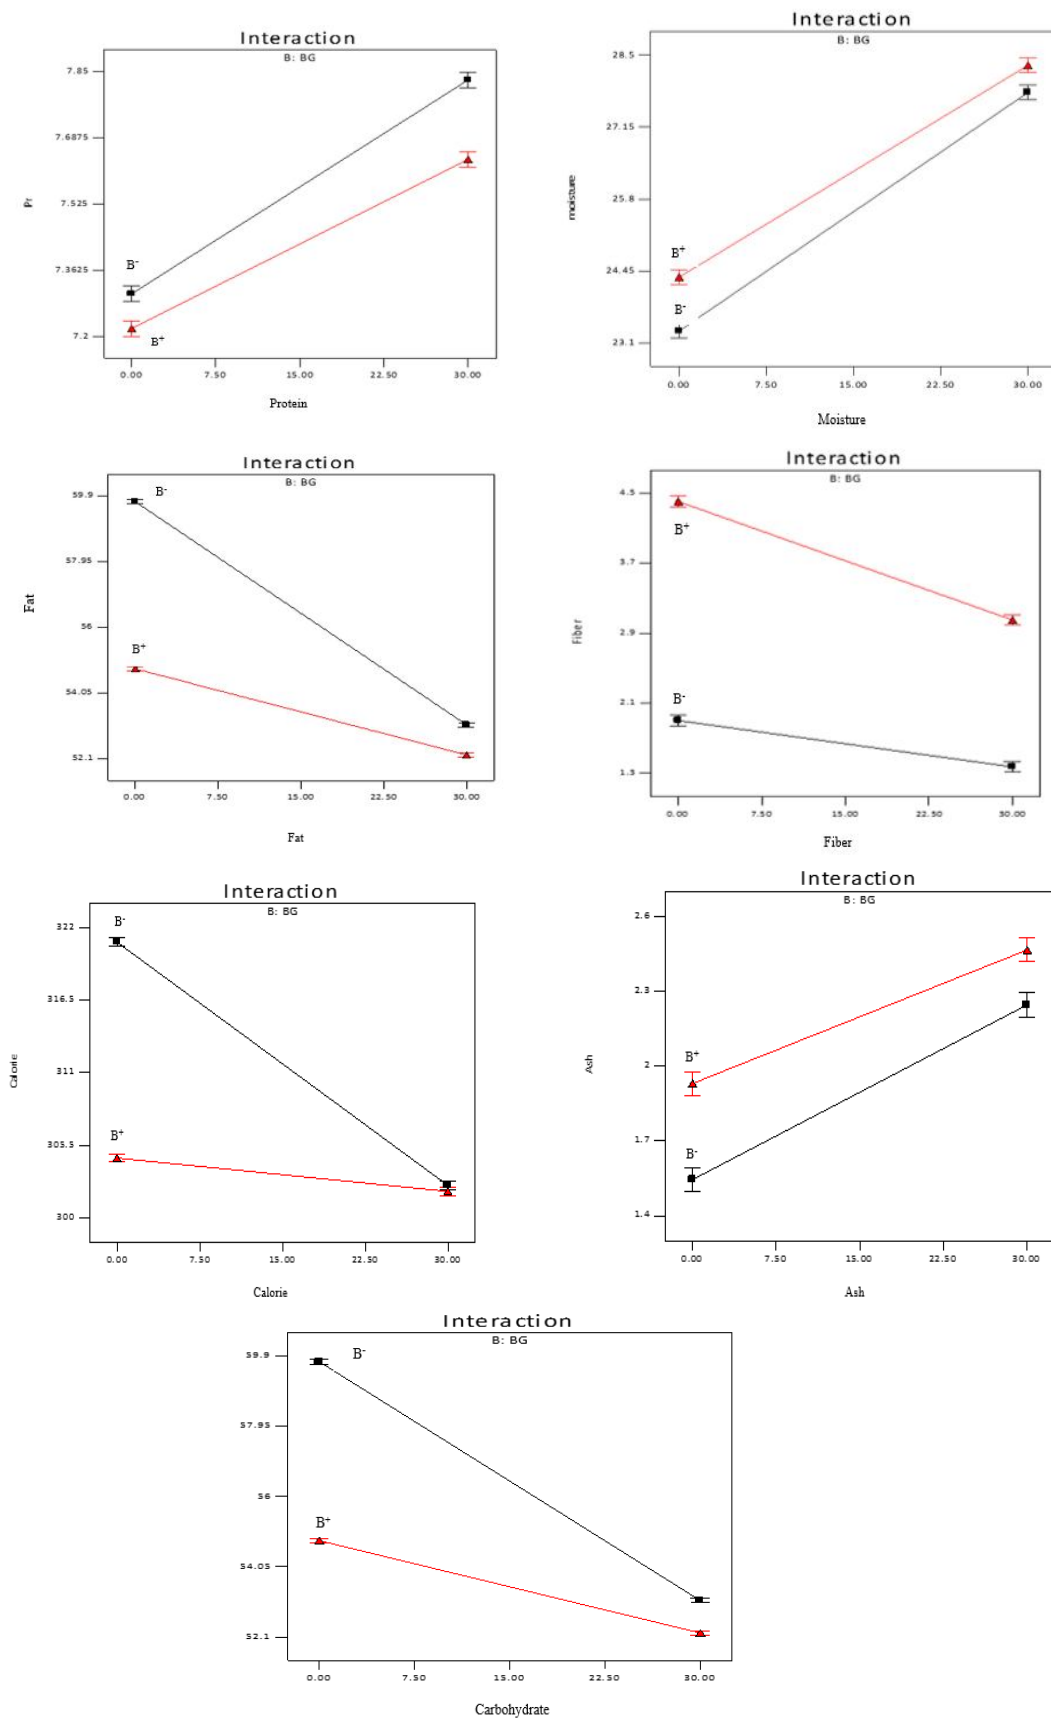 Interaction
B: BG
7.85
7.6875
7.525
7.3625
7.2
Pr
B-
B+
0.00 7.50 15.00 22.50 30.00
Protein
Interaction
B: BG
28.5
27.15
25.8
24.45
23.1
moisture
B+
B-
0.00 7.50 15.00 22.50 30.00
Moisture
Interaction
B: BG
59.9
57.95
56
54.05
52.1
Fat
B-
B+
0.00 7.50 15.00 22.50 30.00
Fat
Interaction
B: BG
4.5
3.7
2.9
2.1
1.3
Fiber
B+
B-
0.00 7.50 15.00 22.50 30.00
Fiber
Interaction
B: BG
322
316.5
311
305.5
300
Calorie
B-
B+
0.00 7.50 15.00 22.50 30.00
Calorie
Interaction
B: BG
2.6
2.3
2
1.7
1.4
Ash
B+
B-
0.00 7.50 15.00 22.50 30.00
Ash
Interaction
B: BG
59.9
57.95
56
54.05
52.1
B-
B+
0.00 7.50 15.00 22.50 30.00
Carbohydrate